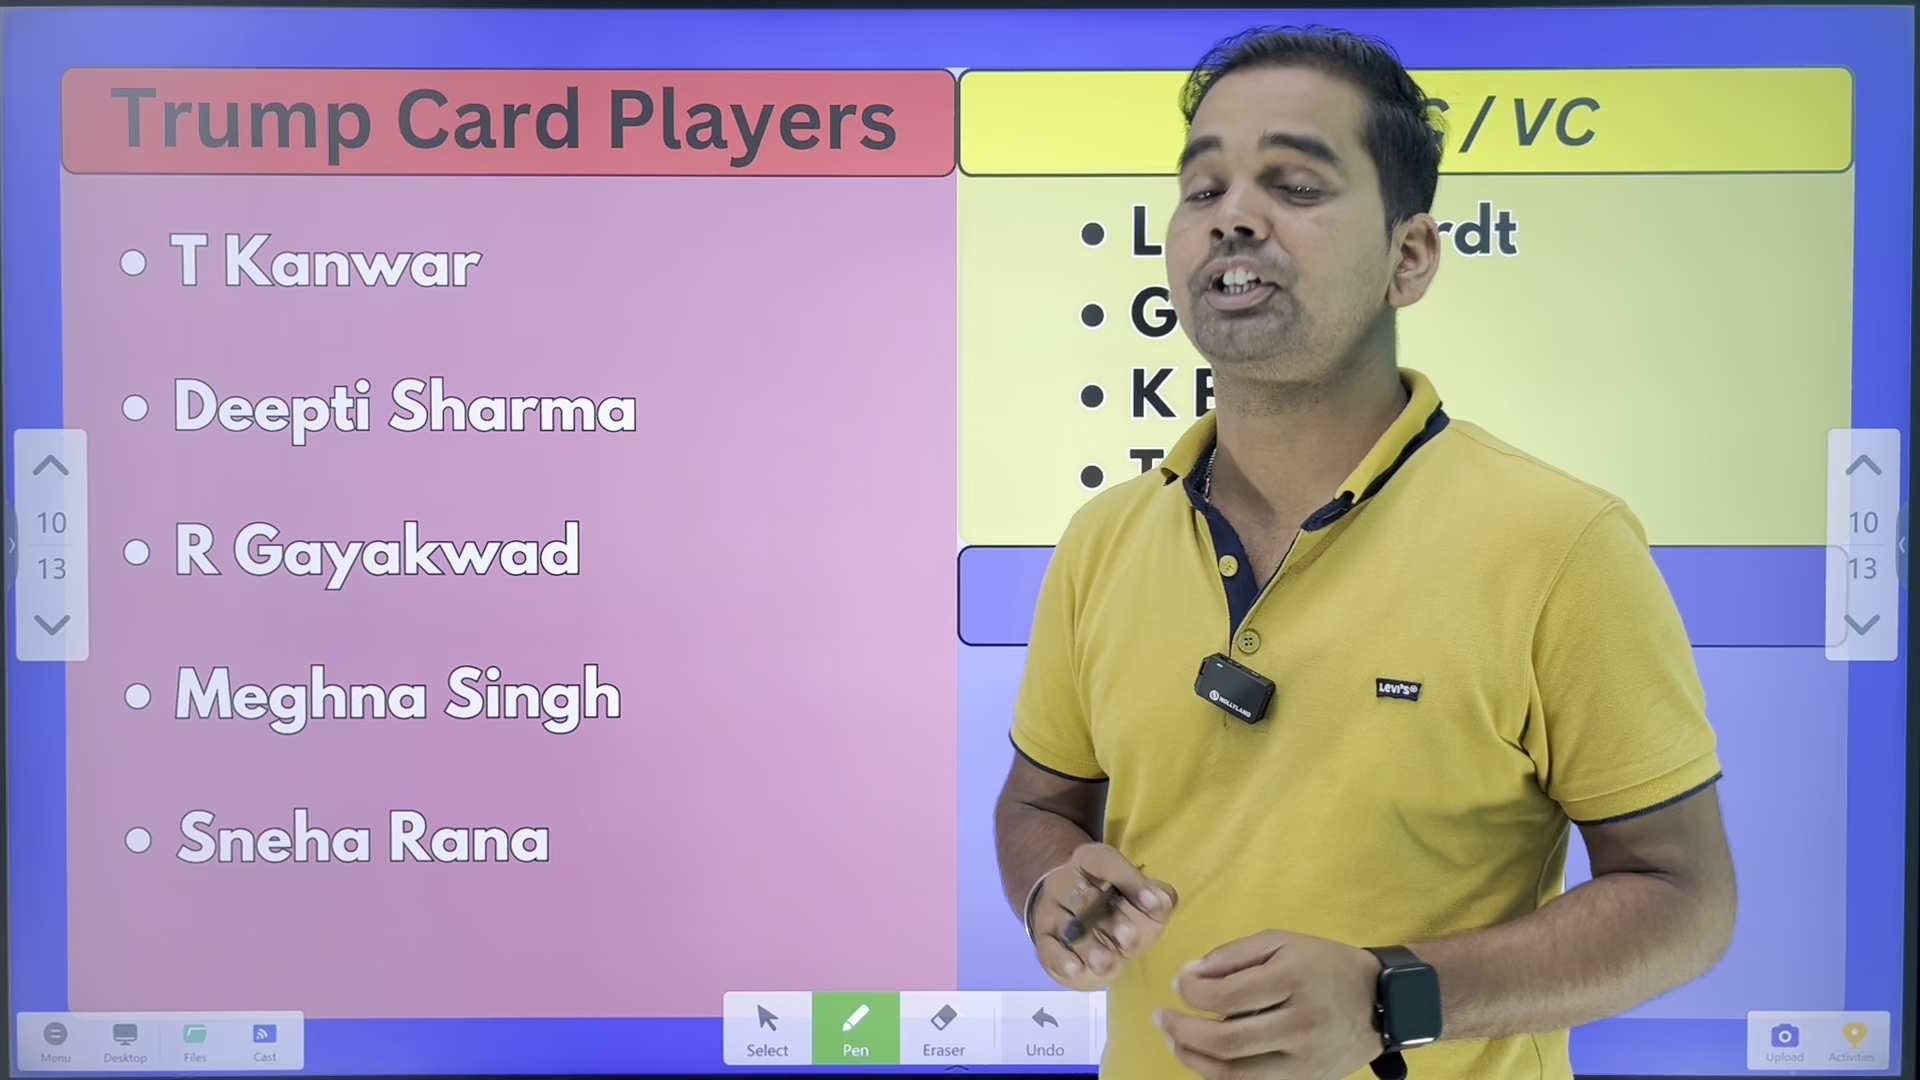 Trump Card Players
/ VC
• T Kanwar
• Deepti Sharma
• R Gayakwad
• Meghna Singh
• Sneha Rana
• L
rdt
• G
• K
•
10
13
10
13
Levi's®
HOLLYLAND
Menu
Desktop
Files
Cast
Select
Pen
Eraser
Undo
Upload
Activities